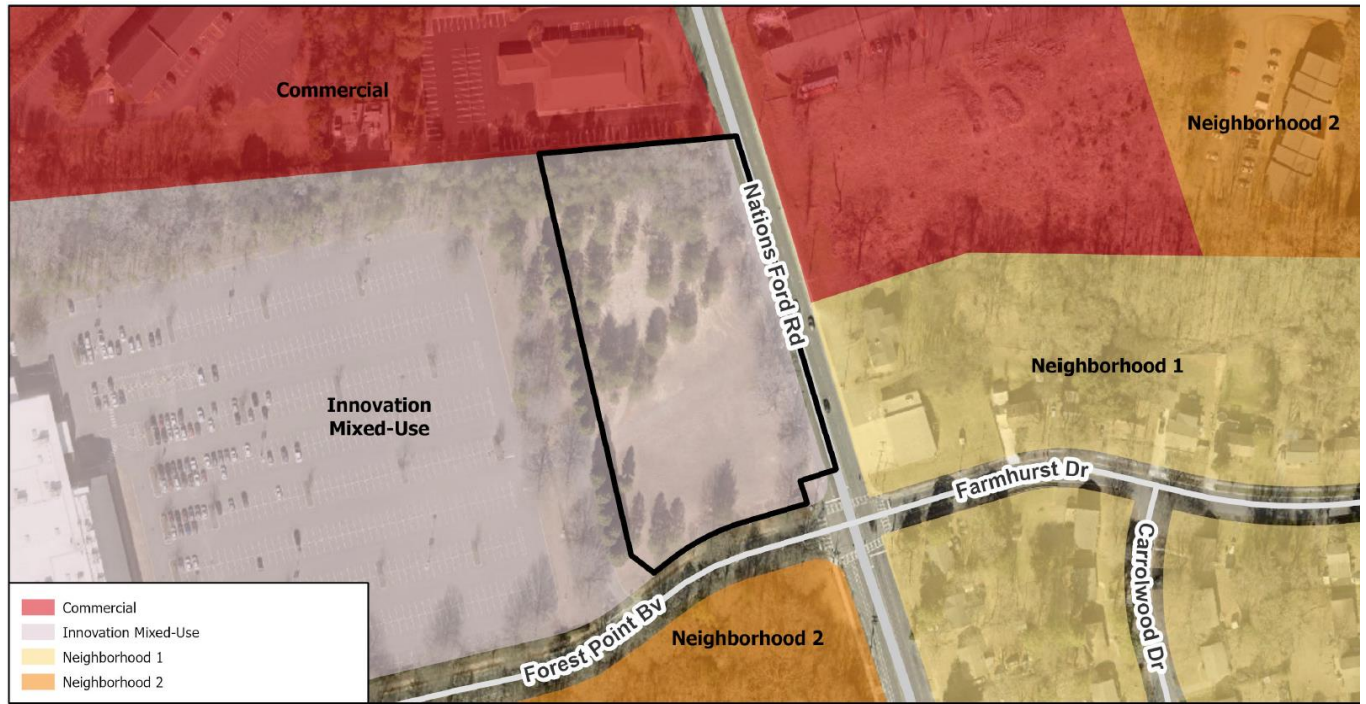 Commercial
Neighborhood 2
Nations Ford Rd
Neighborhood 1
Innovation
Mixed-Use
Farmhurst Dr
Carrolwood Dr
Forest Point Bv
Neighborhood 2
Commercial
Innovation Mixed-Use
Neighborhood 1
Neighborhood 2